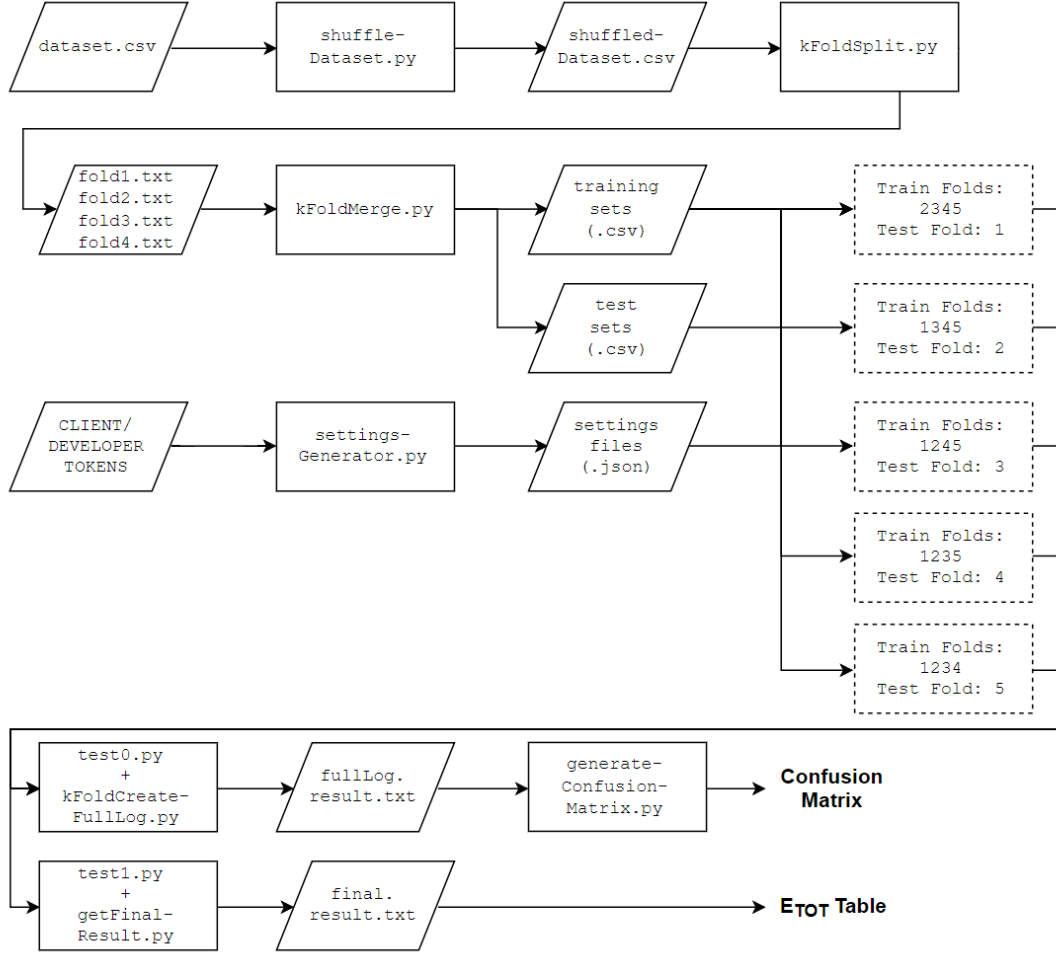 dataset.csv
shuffle-
Dataset.py
shuffled-
Dataset.csv
kFoldSplit.py
fold1.txt
fold2.txt
fold3.txt
fold4.txt
kFoldMerge.py
training
sets
(.csv)
Train Folds:
2345
Test Fold: 1
test
sets
(.csv)
Train Folds:
1345
Test Fold: 2
CLIENT/
DEVELOPER
TOKENS
settings-
Generator.py
settings
files
(.json)
Train Folds:
1245
Test Fold: 3
Train Folds:
1235
Test Fold: 4
Train Folds:
1234
Test Fold: 5
test0.py
+
kFoldCreate-
FullLog.py
fullLog.
result.txt
generate-
Confusion-
Matrix.py
Confusion
Matrix
test1.py
+
getFinal-
Result.py
final.
result.txt
ETOT Table